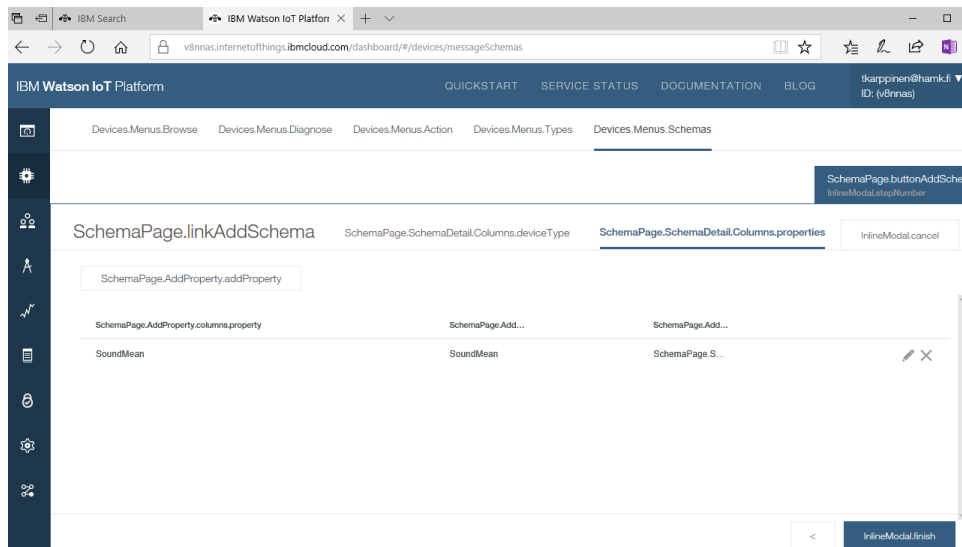 IBM Search
IBM Watson IoT Platforr
v8nnas.internetofthings.ibmcloud.com/dashboard/#/devices/messageSchemas
IBM Watson IoT Platform
QUICKSTART SERVICE STATUS DOCUMENTATION BLOG
tkarppinen@hamk.fi
ID: (v8nnas)
Devices.Menus.Browse Devices.Menus.Diagnose Devices.Menus.Action Devices.Menus.Types Devices.Menus.Schemas
SchemaPage.buttonAddSche
InlineModal.stepNumber
SchemaPage.linkAddSchema SchemaPage.SchemaDetail.Columns.deviceType SchemaPage.SchemaDetail.Columns.properties InlineModal.cancel
SchemaPage.AddProperty.addProperty
SchemaPage.AddProperty.columns.property SchemaPage.Add... SchemaPage.Add...
SoundMean SoundMean SchemaPage.S...
< InlineModal.finish